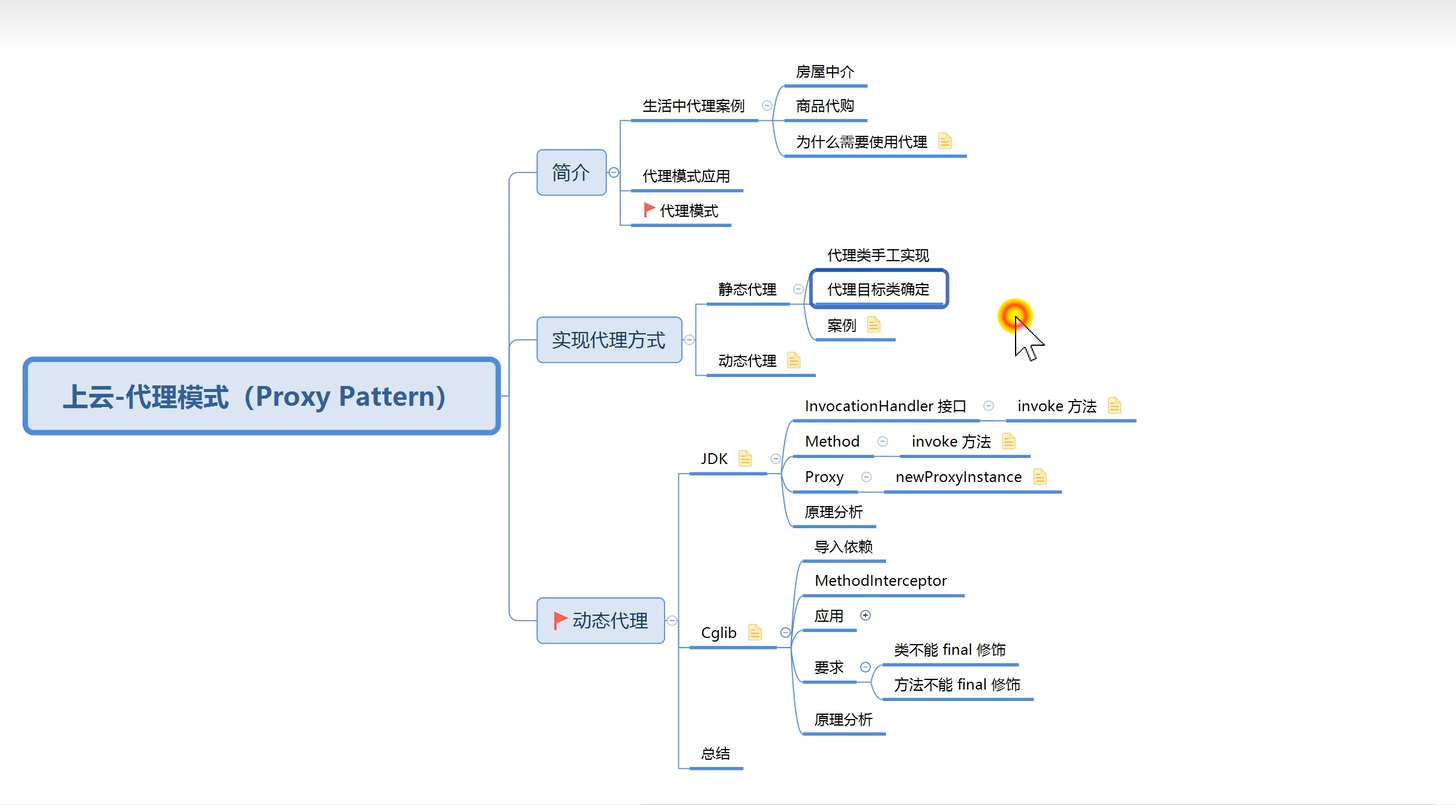 上云-代理模式（Proxy Pattern）
简介
生活中代理案例
房屋中介
商品代购
为什么需要使用代理
代理模式应用
代理模式
实现代理方式
静态代理
代理类手工实现
代理目标类确定
案例
动态代理
动态代理
JDK
InvocationHandler 接口
invoke 方法
Method
invoke 方法
Proxy
newProxyInstance
原理分析
Cglib
导入依赖
MethodInterceptor
应用
要求
类不能 final 修饰
方法不能 final 修饰
原理分析
总结